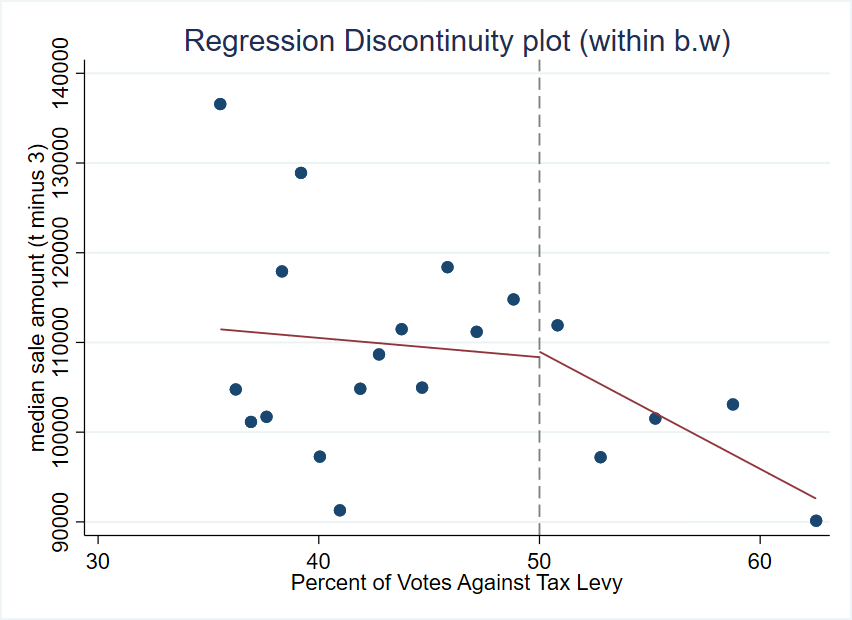 Regression Discontinuity plot (within b.w)
median sale amount (t minus 3)
140000
130000
120000
110000
100000
90000
30 40 50 60
Percent of Votes Against Tax Levy